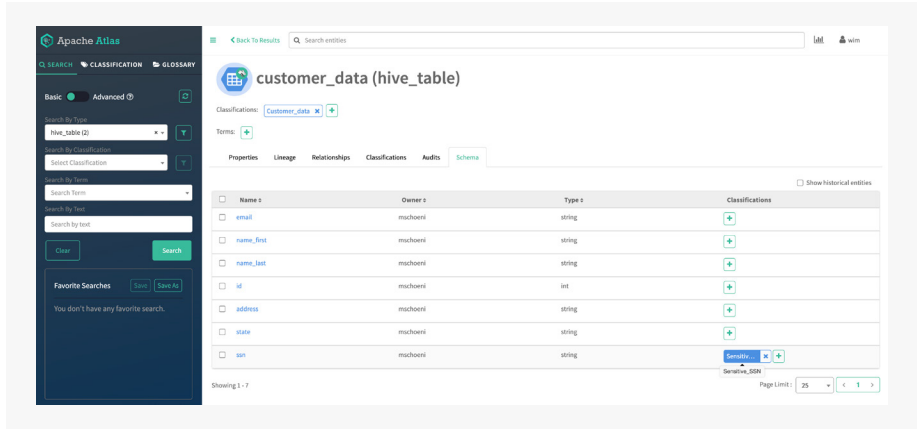 Apache Atlas
SEARCH CLASSIFICATION GLOSSARY
Basic Advanced
Search By Type
hive_table (2)
Search By Classification
Select Classification
Search By Term
Search Term
Search By Text
Search by text
Clear Search
Favorite Searches Save Save As
You don't have any favorite search.
Back To Results Search entities wim
customer_data (hive_table)
Classifications: Customer_data
Terms:
Properties Lineage Relationships Classifications Audits Schema
Show historical entities
Name Owner Type Classifications
email mschoeni string
name_first mschoeni string
name_last mschoeni string
id mschoeni int
address mschoeni string
state mschoeni string
ssn mschoeni string Sensitiv...
Sensitive_SSN
Showing 1 - 7 Page Limit : 25 < 1 >